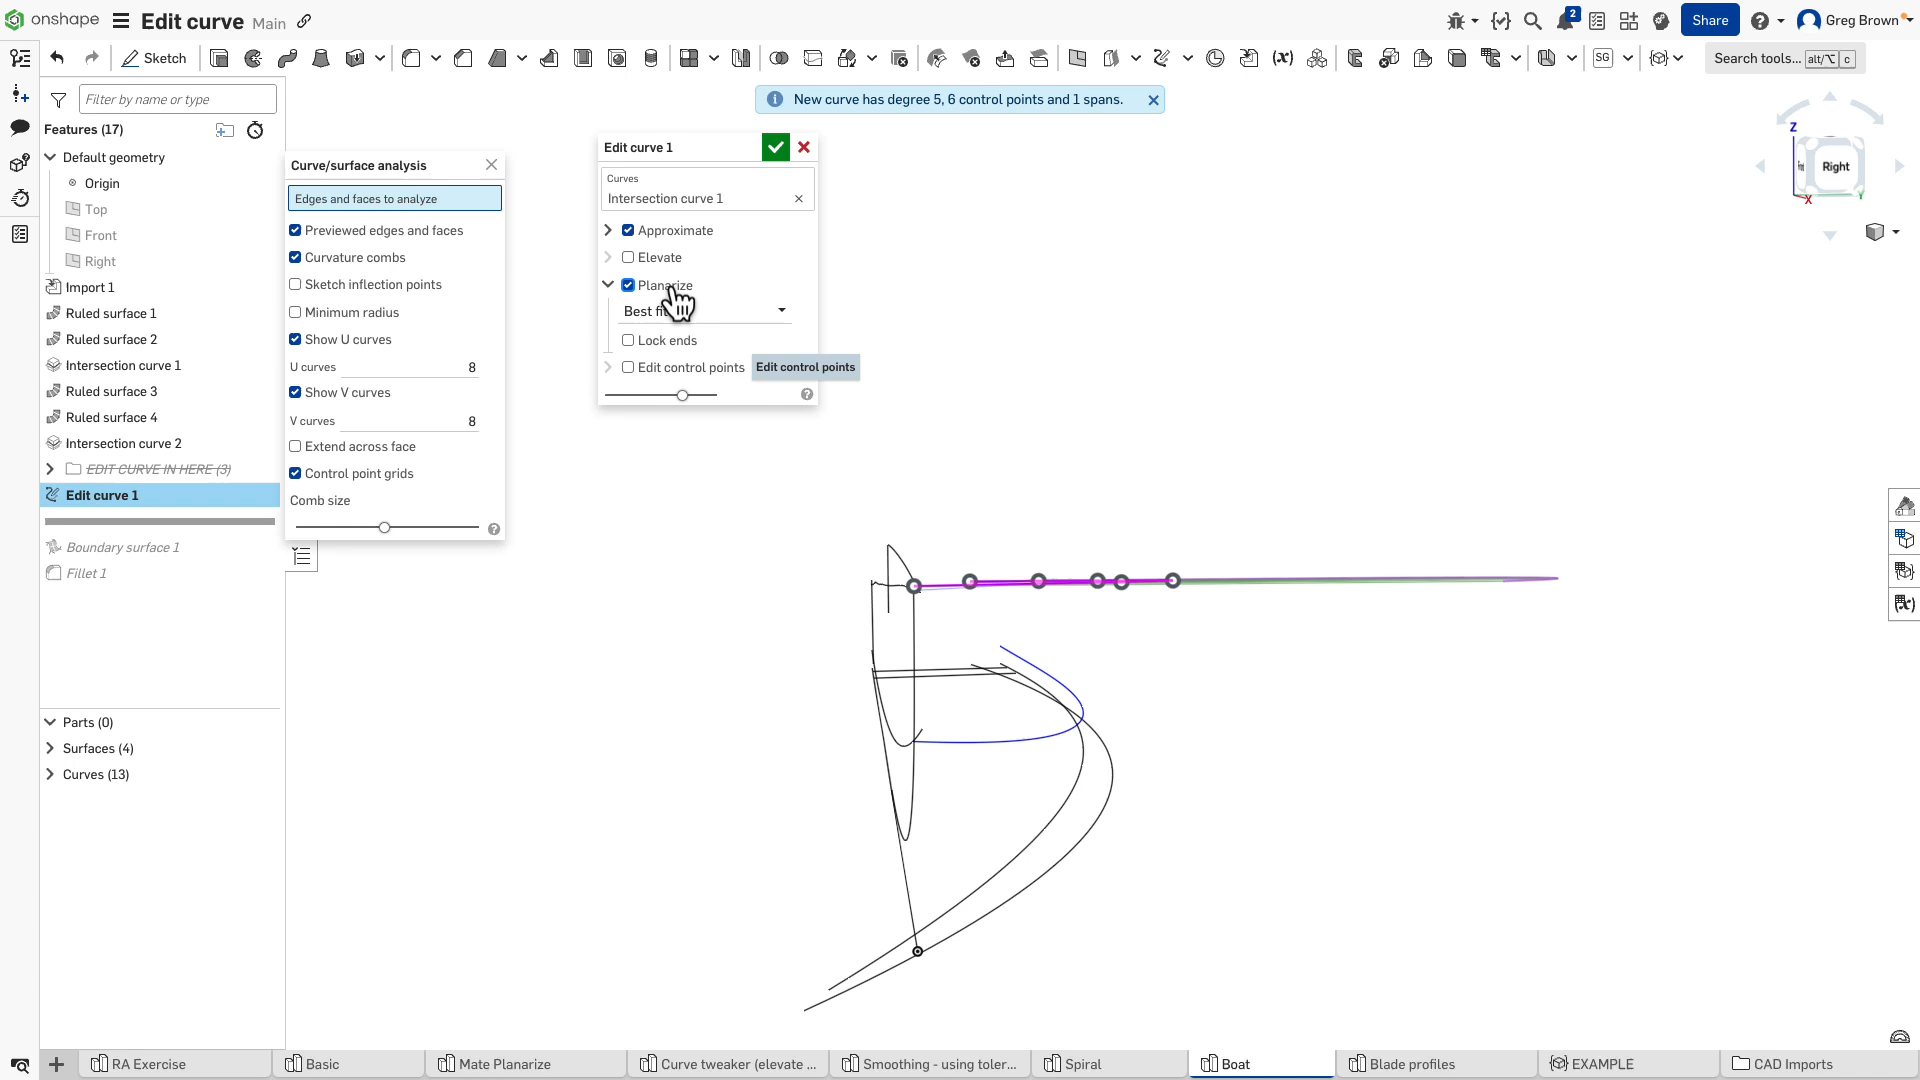 onshape
Edit curve
Main
2
Share
Greg Brown
Sketch
SG
Search tools... alt/⌥ c
Filter by name or type
Features (17)
Default geometry
Origin
Top
Front
Right
Import 1
Ruled surface 1
Ruled surface 2
Intersection curve 1
Ruled surface 3
Ruled surface 4
Intersection curve 2
EDIT CURVE IN HERE (3)
Edit curve 1
Boundary surface 1
Fillet 1
Parts (0)
Surfaces (4)
Curves (13)
Curve/surface analysis
Edges and faces to analyze
Previewed edges and faces
Curvature combs
Sketch inflection points
Minimum radius
Show U curves
U curves 8
Show V curves
V curves 8
Extend across face
Control point grids
Comb size
New curve has degree 5, 6 control points and 1 spans.
Edit curve 1
Curves
Intersection curve 1
Approximate
Elevate
Planarize
Best fit
Lock ends
Edit control points
Edit control points
Z
Right
X
Y
RA Exercise
Basic
Mate Planarize
Curve tweaker (elevate ...
Smoothing - using toler...
Spiral
Boat
Blade profiles
EXAMPLE
CAD Imports